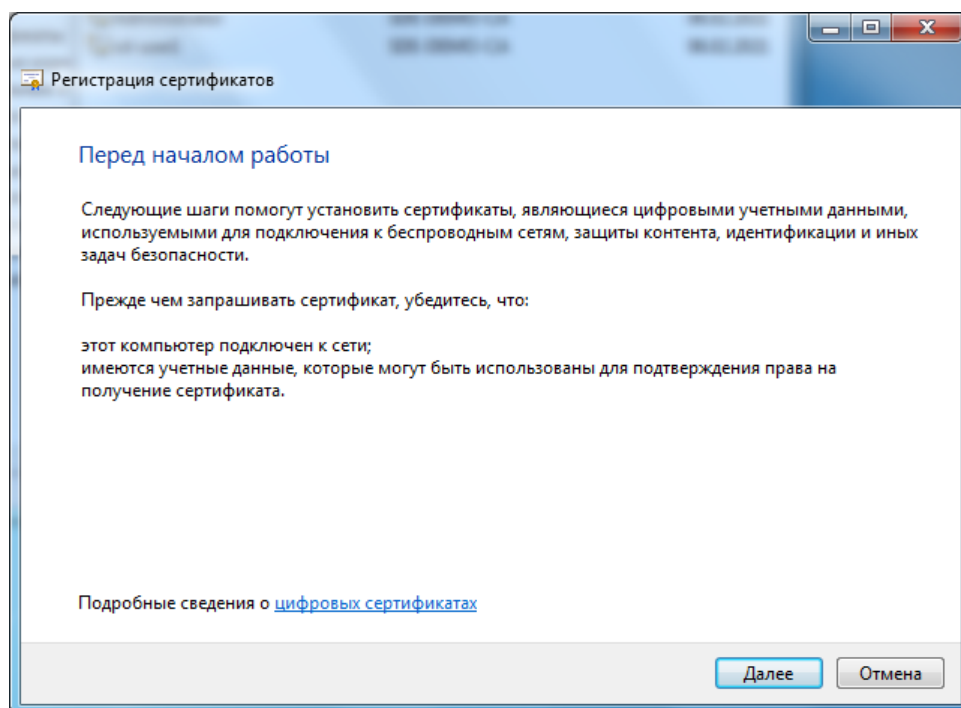 Регистрация сертификатов
Перед началом работы
Следующие шаги помогут установить сертификаты, являющиеся цифровыми учетными данными,
используемыми для подключения к беспроводным сетям, защиты контента, идентификации и иных
задач безопасности.
Прежде чем запрашивать сертификат, убедитесь, что:
этот компьютер подключен к сети;
имеются учетные данные, которые могут быть использованы для подтверждения права на
получение сертификата.
Подробные сведения о цифровых сертификатах
Далее
Отмена